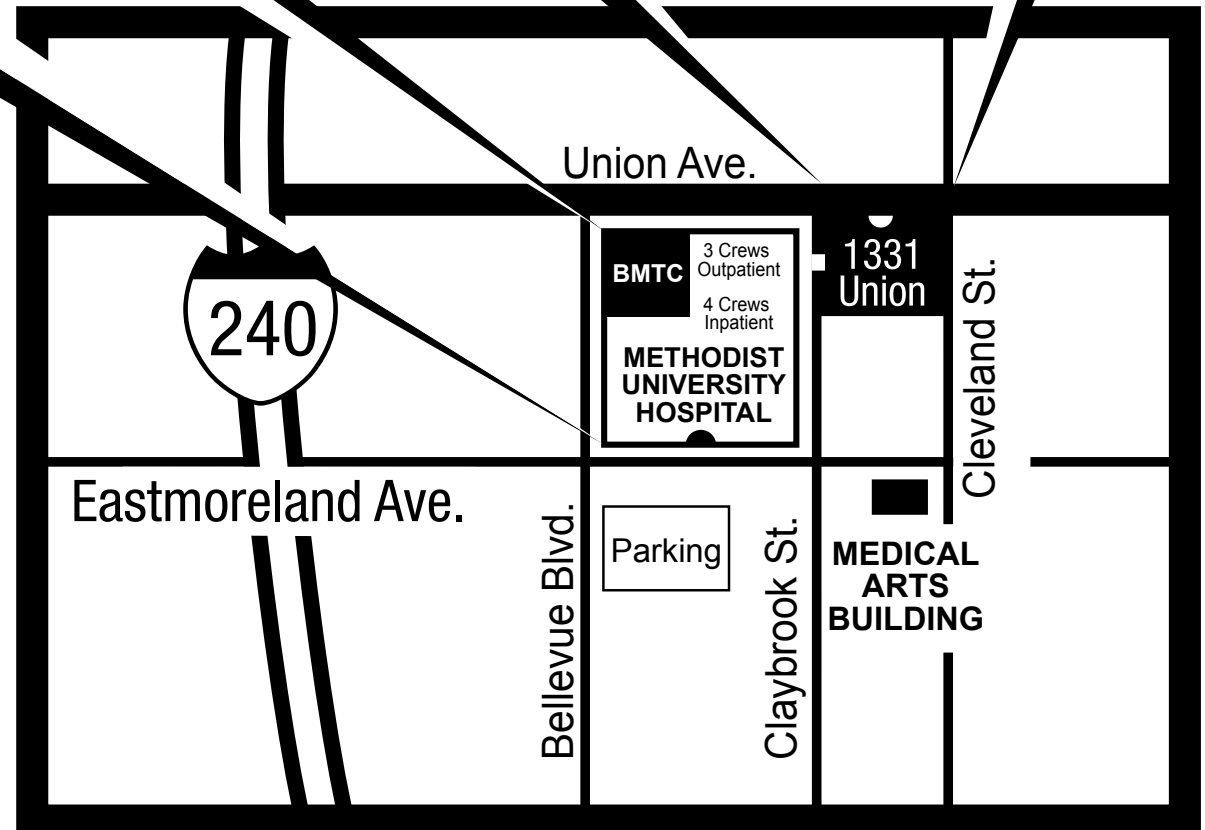 Union Ave.
BMTC
3 Crews
Outpatient
4 Crews
Inpatient
METHODIST
UNIVERSITY
HOSPITAL
1331
Union
240
Cleveland St.
Eastmoreland Ave.
Bellevue Blvd.
Parking
Claybrook St.
MEDICAL
ARTS
BUILDING